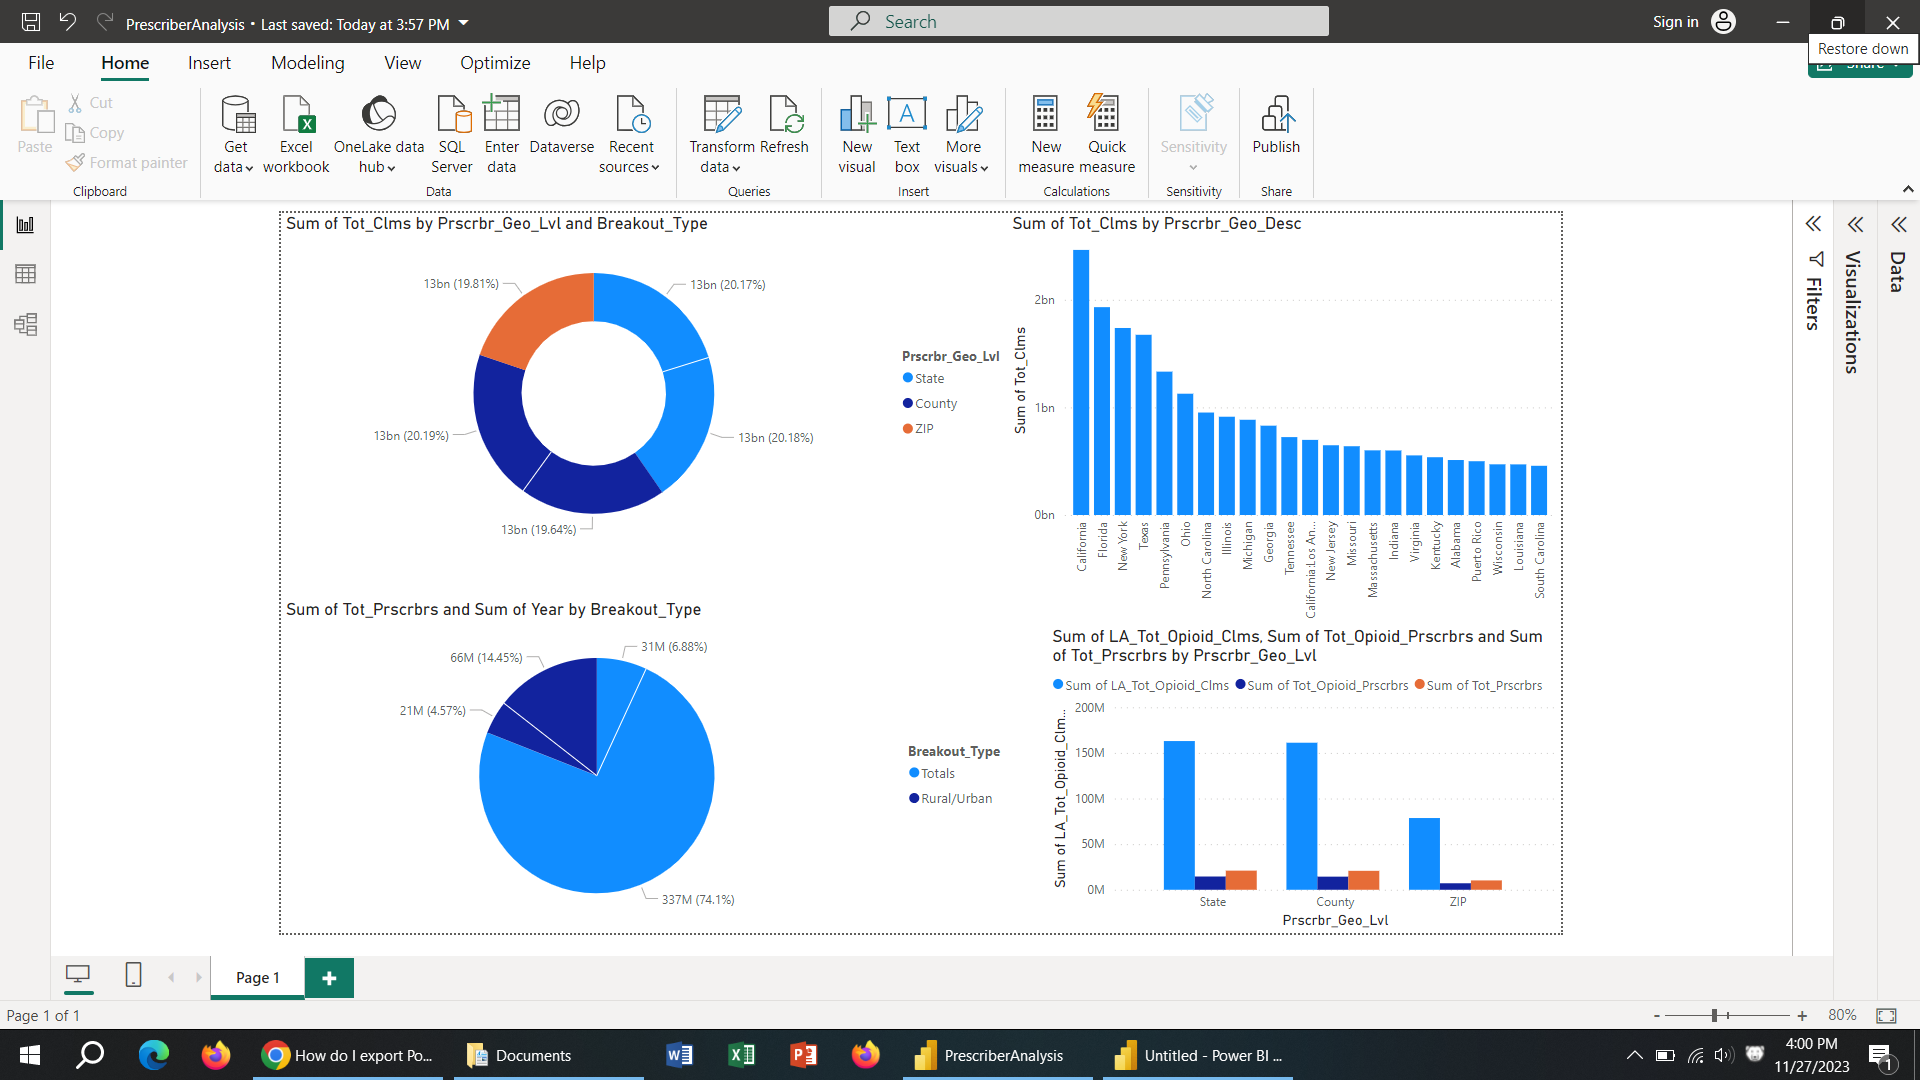 PrescriberAnalysis • Last saved: Today at 3:57 PM
Search
Sign in
Restore down
File
Home
Insert
Modeling
View
Optimize
Help
Paste
Cut
Copy
Format painter
Clipboard
Get data
Excel workbook
OneLake data hub
SQL Server
Enter data
Dataverse
Recent sources
Data
Transform data
Refresh
Queries
New visual
Text box
More visuals
Insert
New measure
Quick measure
Calculations
Sensitivity
Sensitivity
Publish
Share
Sum of Tot_Clms by Prscrbr_Geo_Lvl and Breakout_Type
13bn (19.81%)
13bn (20.17%)
13bn (20.19%)
13bn (20.18%)
13bn (19.64%)
Prscrbr_Geo_Lvl
State
County
ZIP
Sum of Tot_Clms by Prscrbr_Geo_Desc
Sum of Tot_Clms
2bn
1bn
0bn
California
Florida
New York
Texas
Pennsylvania
Ohio
North Carolina
Illinois
Michigan
Georgia
Tennessee
California:Los An...
New Jersey
Missouri
Massachusetts
Indiana
Virginia
Kentucky
Alabama
Puerto Rico
Wisconsin
Louisiana
South Carolina
Sum of Tot_Prscrbrs and Sum of Year by Breakout_Type
66M (14.45%)
31M (6.88%)
21M (4.57%)
337M (74.1%)
Breakout_Type
Totals
Rural/Urban
Sum of LA_Tot_Opioid_Clms, Sum of Tot_Opioid_Prscrbrs and Sum
of Tot_Prscrbrs by Prscrbr_Geo_Lvl
Sum of LA_Tot_Opioid_Clms Sum of Tot_Opioid_Prscrbrs Sum of Tot_Prscrbrs
Sum of LA_Tot_Opioid_Clm...
200M
150M
100M
50M
0M
State
County
ZIP
Prscrbr_Geo_Lvl
Filters
Visualizations
Data
Page 1
Page 1 of 1
80%
How do I export Po...
Documents
PrescriberAnalysis
Untitled - Power BI ...
4:00 PM
11/27/2023
1